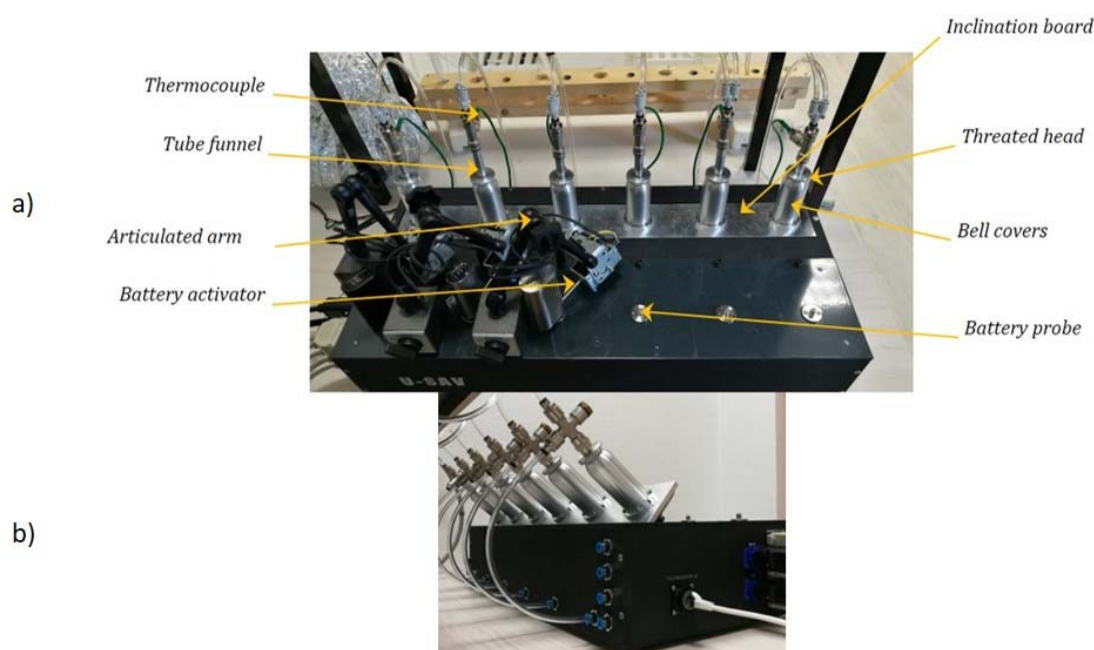 Inclination board
Thermocouple
Tube funnel
Threated head
a)
Articulated arm
Bell covers
Battery activator
Battery probe
U-SAV
b)